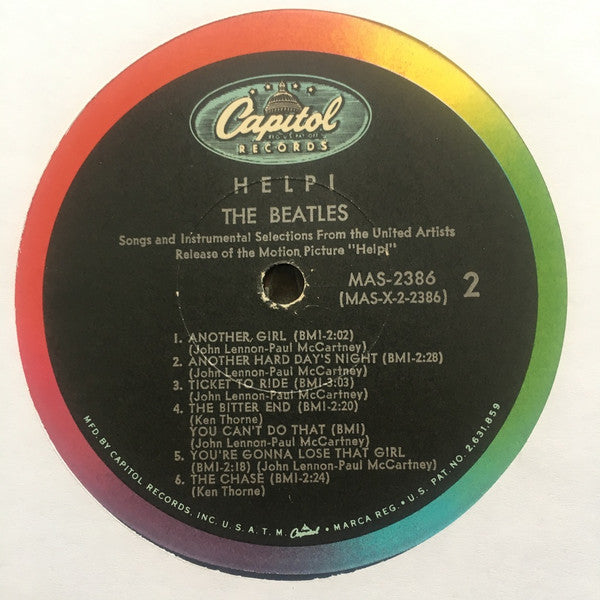 Capitol
REG. U.S. PAT. OFF.
RECORDS
HELP!
THE BEATLES
Songs and Instrumental Selections From the United Artists
Release of the Motion Picture "Help!"
MAS-2386
(MAS-X-2-2386)
2
1. ANOTHER GIRL (BMI-2:02)
(John Lennon-Paul McCartney)
2. ANOTHER HARD DAY'S NIGHT (BMI-2:28)
(John Lennon-Paul McCartney)
3. TICKET TO RIDE (BMI-3:03)
(John Lennon-Paul McCartney)
4. THE BITTER END (BMI-2:20)
(Ken Thorne)
YOU CAN'T DO THAT (BMI)
(John Lennon-Paul McCartney)
5. YOU'RE GONNA LOSE THAT GIRL
(BMI-2:18) (John Lennon-Paul McCartney)
6. THE CHASE (BMI-2:24)
(Ken Thorne)
MFD. BY CAPITOL RECORDS, INC. U.S.A. T.M. Capitol • MARCA REG. • U.S. PAT. NO. 2,631,859